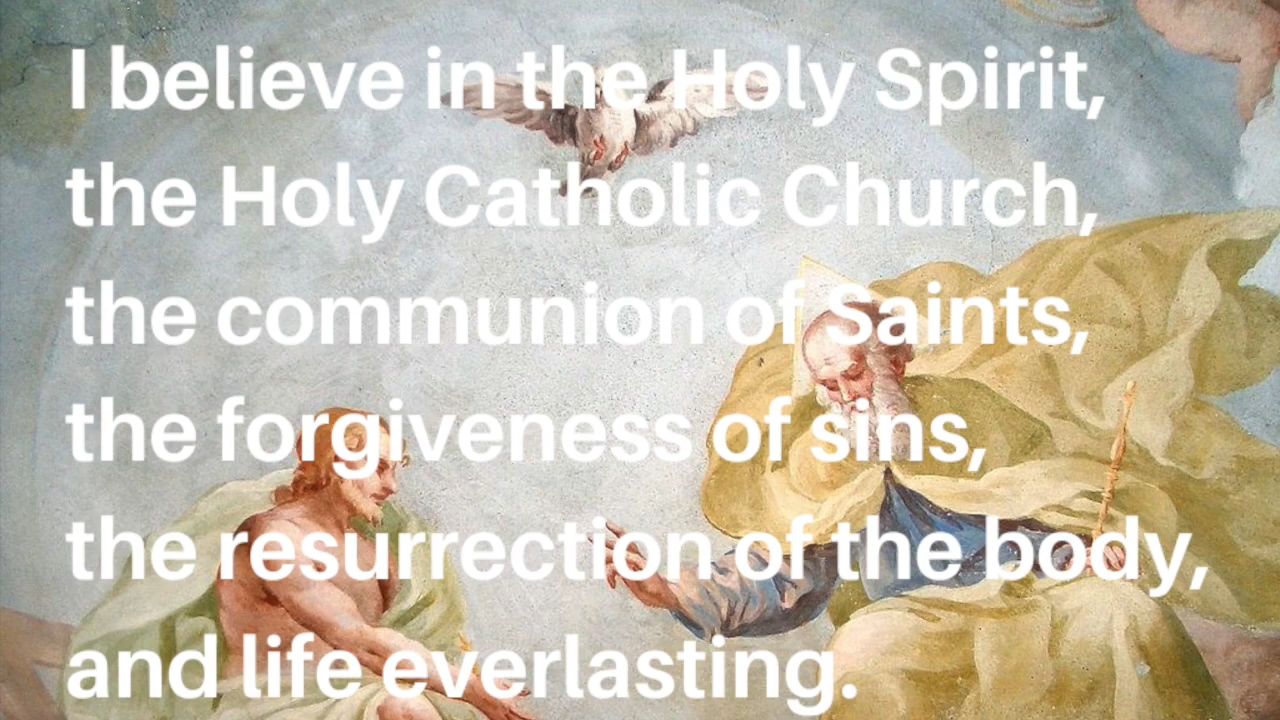 I believe in the Holy Spirit,
the Holy Catholic Church,
the communion of Saints,
the forgiveness of sins,
the resurrection of the body,
and life everlasting.